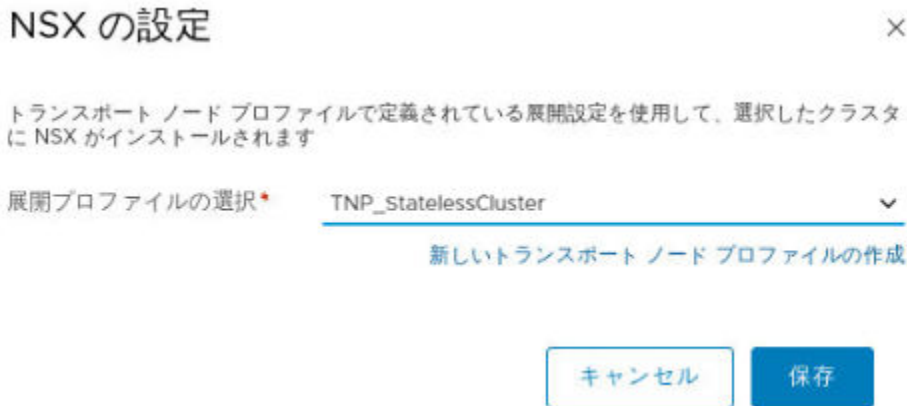 NSX の設定
トランスポート ノード プロファイルで定義されている展開設定を使用して、選択したクラスタ
に NSX がインストールされます
展開プロファイルの選択* TNP_StatelessCluster
新しいトランスポート ノード プロファイルの作成
キャンセル 保存